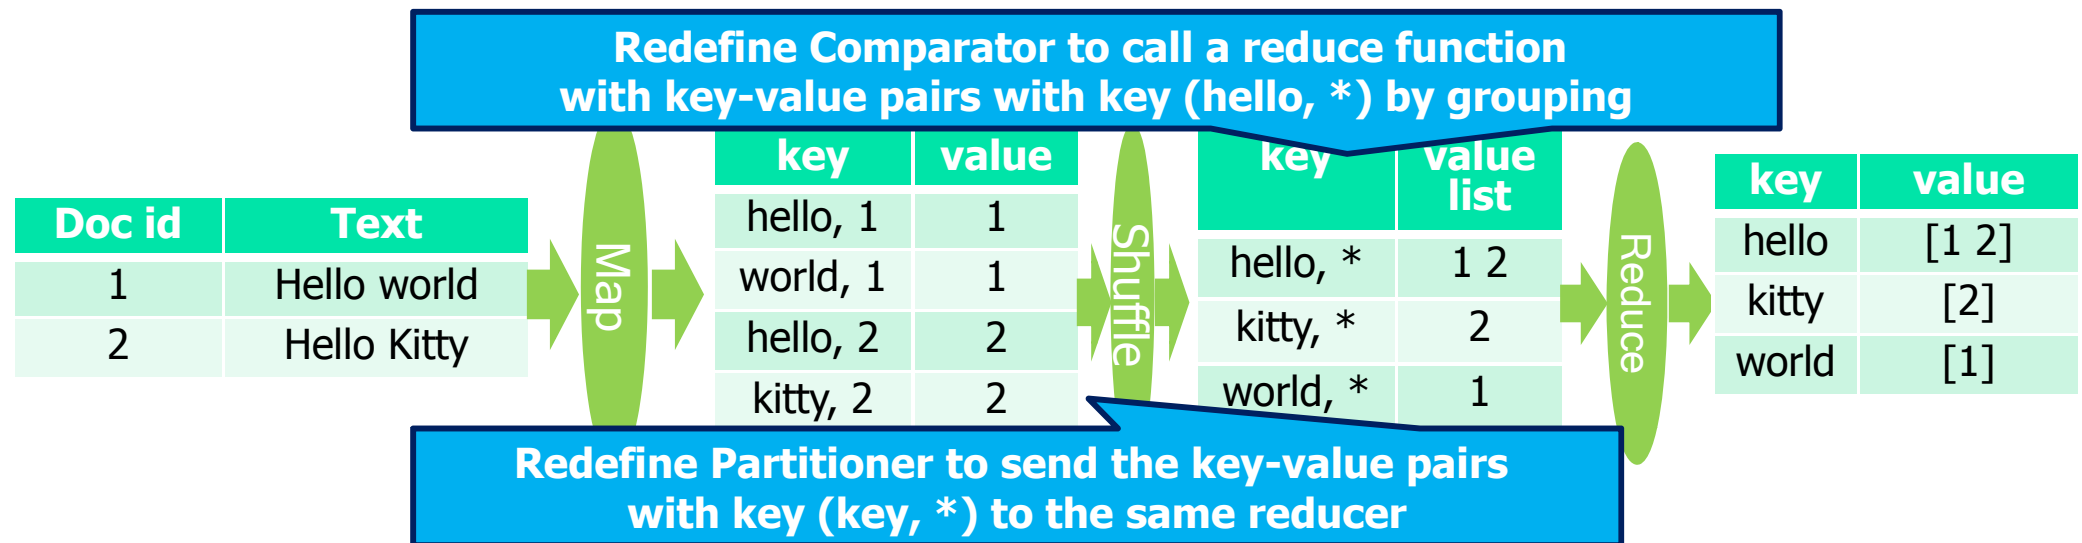 Redefine Comparator to call a reduce function
with key-value pairs with key (hello, *) by grouping
Doc id Text
1 Hello world
2 Hello Kitty
Map
key value
hello, 1 1
world, 1 1
hello, 2 2
kitty, 2 2
Shuffle
key value
list
hello, * 1 2
kitty, * 2
world, * 1
Reduce
key value
hello [1 2]
kitty [2]
world [1]
Redefine Partitioner to send the key-value pairs
with key (key, *) to the same reducer